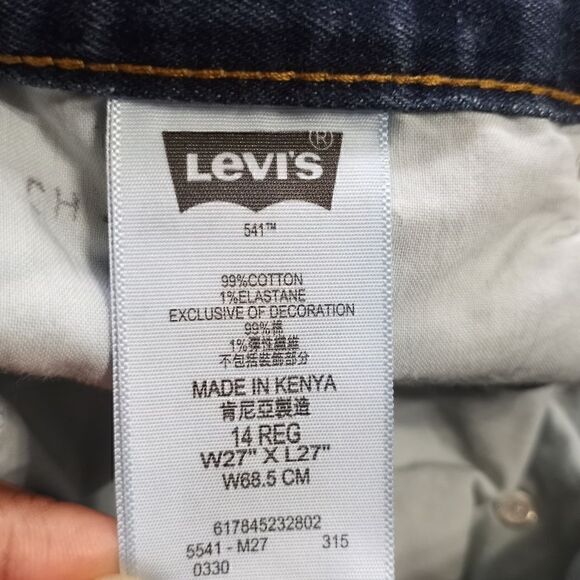 LEVI'S ®
541™
99%COTTON
1%ELASTANE
EXCLUSIVE OF DECORATION
99%棉
1%彈性纖維
不包括裝飾部分
MADE IN KENYA
肯尼亞製造
14 REG
W27" X L27"
W68.5 CM
617845232802
5541 - M27 315
0330
CH